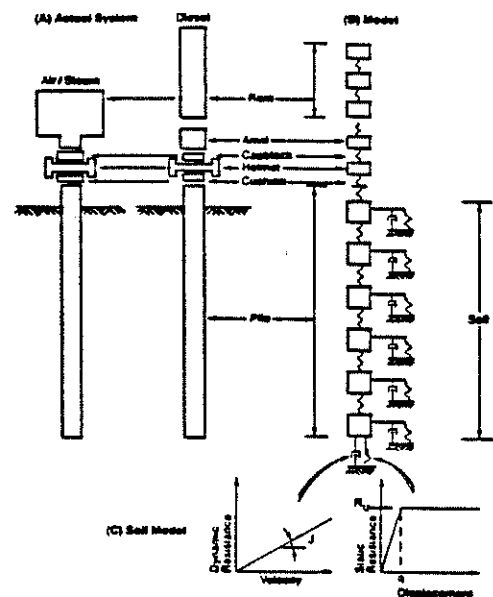 (A) Actual System
Diesel
(B) Model
Air / Steam
Ram
Anvil
Capblock
Helmet
Cushion
Pile
Soil
(C) Soil Model
Dynamic
Resistance
J
Velocity
Static
Resistance
Ru
q
Displacement